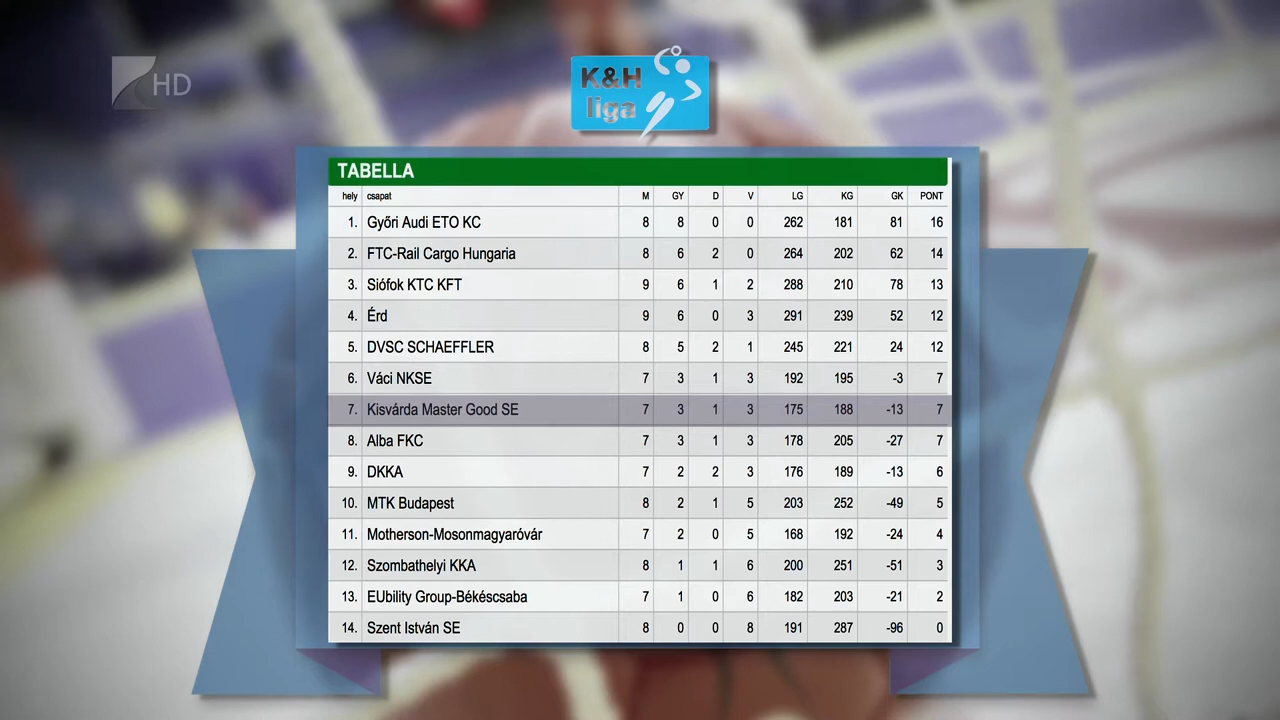 HD
K&H
liga
TABELLA
hely csapat M GY D V LG KG GK PONT
1. Győri Audi ETO KC 8 8 0 0 262 181 81 16
2. FTC-Rail Cargo Hungaria 8 6 2 0 264 202 62 14
3. Siófok KTC KFT 9 6 1 2 288 210 78 13
4. Érd 9 6 0 3 291 239 52 12
5. DVSC SCHAEFFLER 8 5 2 1 245 221 24 12
6. Váci NKSE 7 3 1 3 192 195 -3 7
7. Kisvárda Master Good SE 7 3 1 3 175 188 -13 7
8. Alba FKC 7 3 1 3 178 205 -27 7
9. DKKA 7 2 2 3 176 189 -13 6
10. MTK Budapest 8 2 1 5 203 252 -49 5
11. Motherson-Mosonmagyaróvár 7 2 0 5 168 192 -24 4
12. Szombathelyi KKA 8 1 1 6 200 251 -51 3
13. EUbility Group-Békéscsaba 7 1 0 6 182 203 -21 2
14. Szent István SE 8 0 0 8 191 287 -96 0